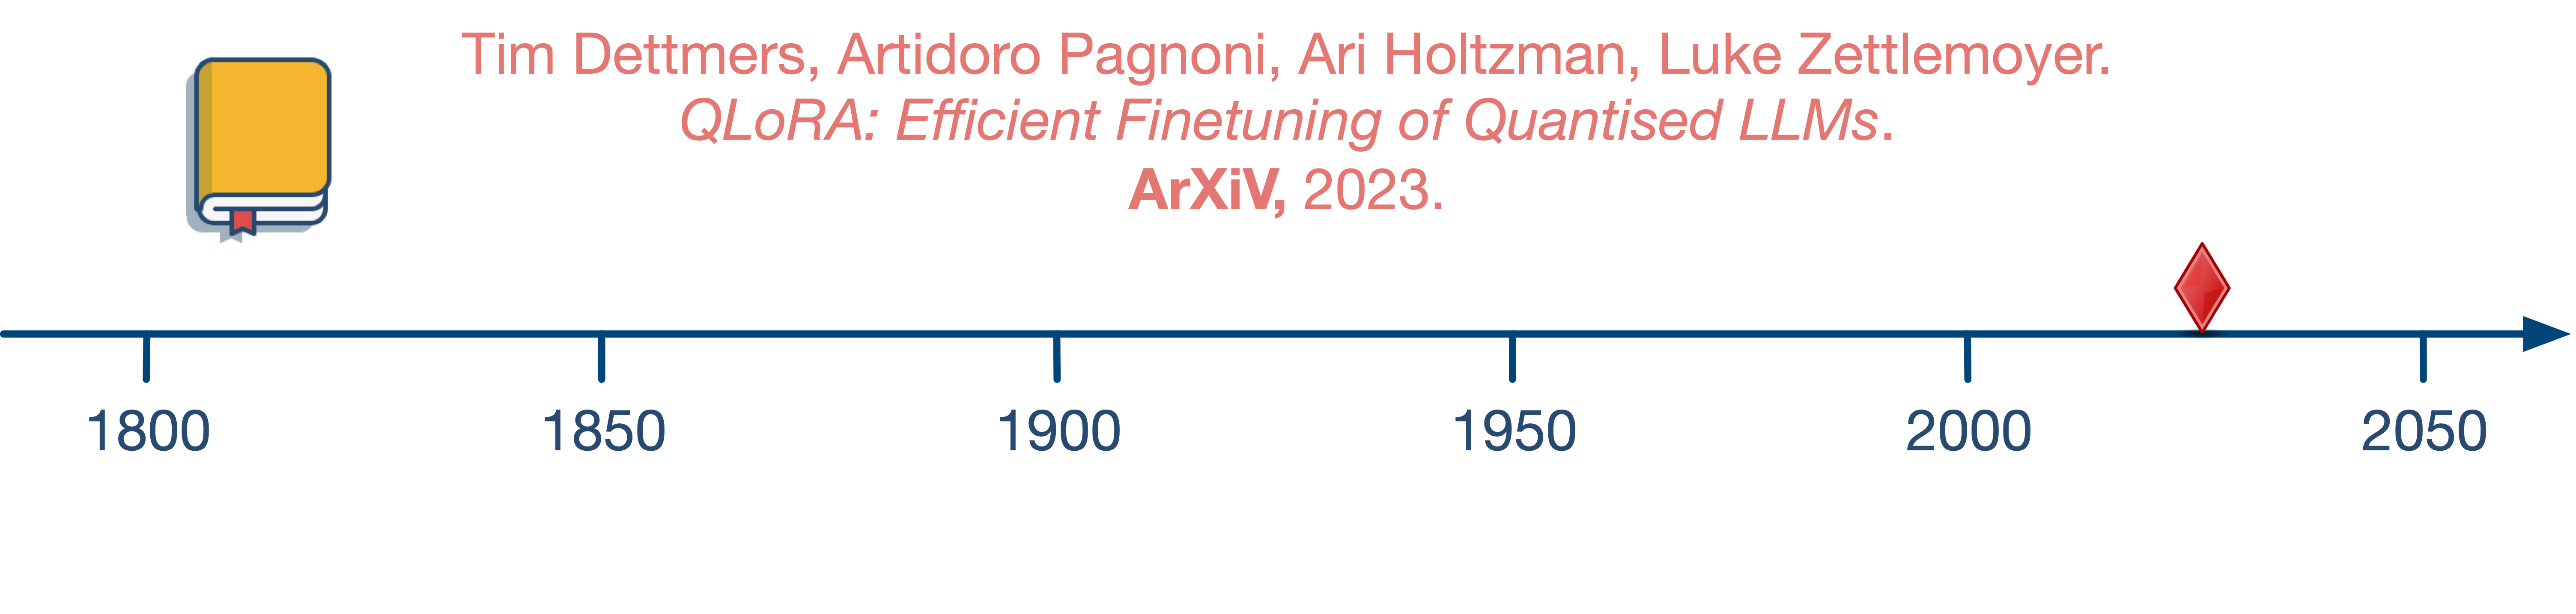 Tim Dettmers, Artidoro Pagnoni, Ari Holtzman, Luke Zettlemoyer.
QLoRA: Efficient Finetuning of Quantised LLMs.
ArXiV, 2023.
1800 1850 1900 1950 2000 2050